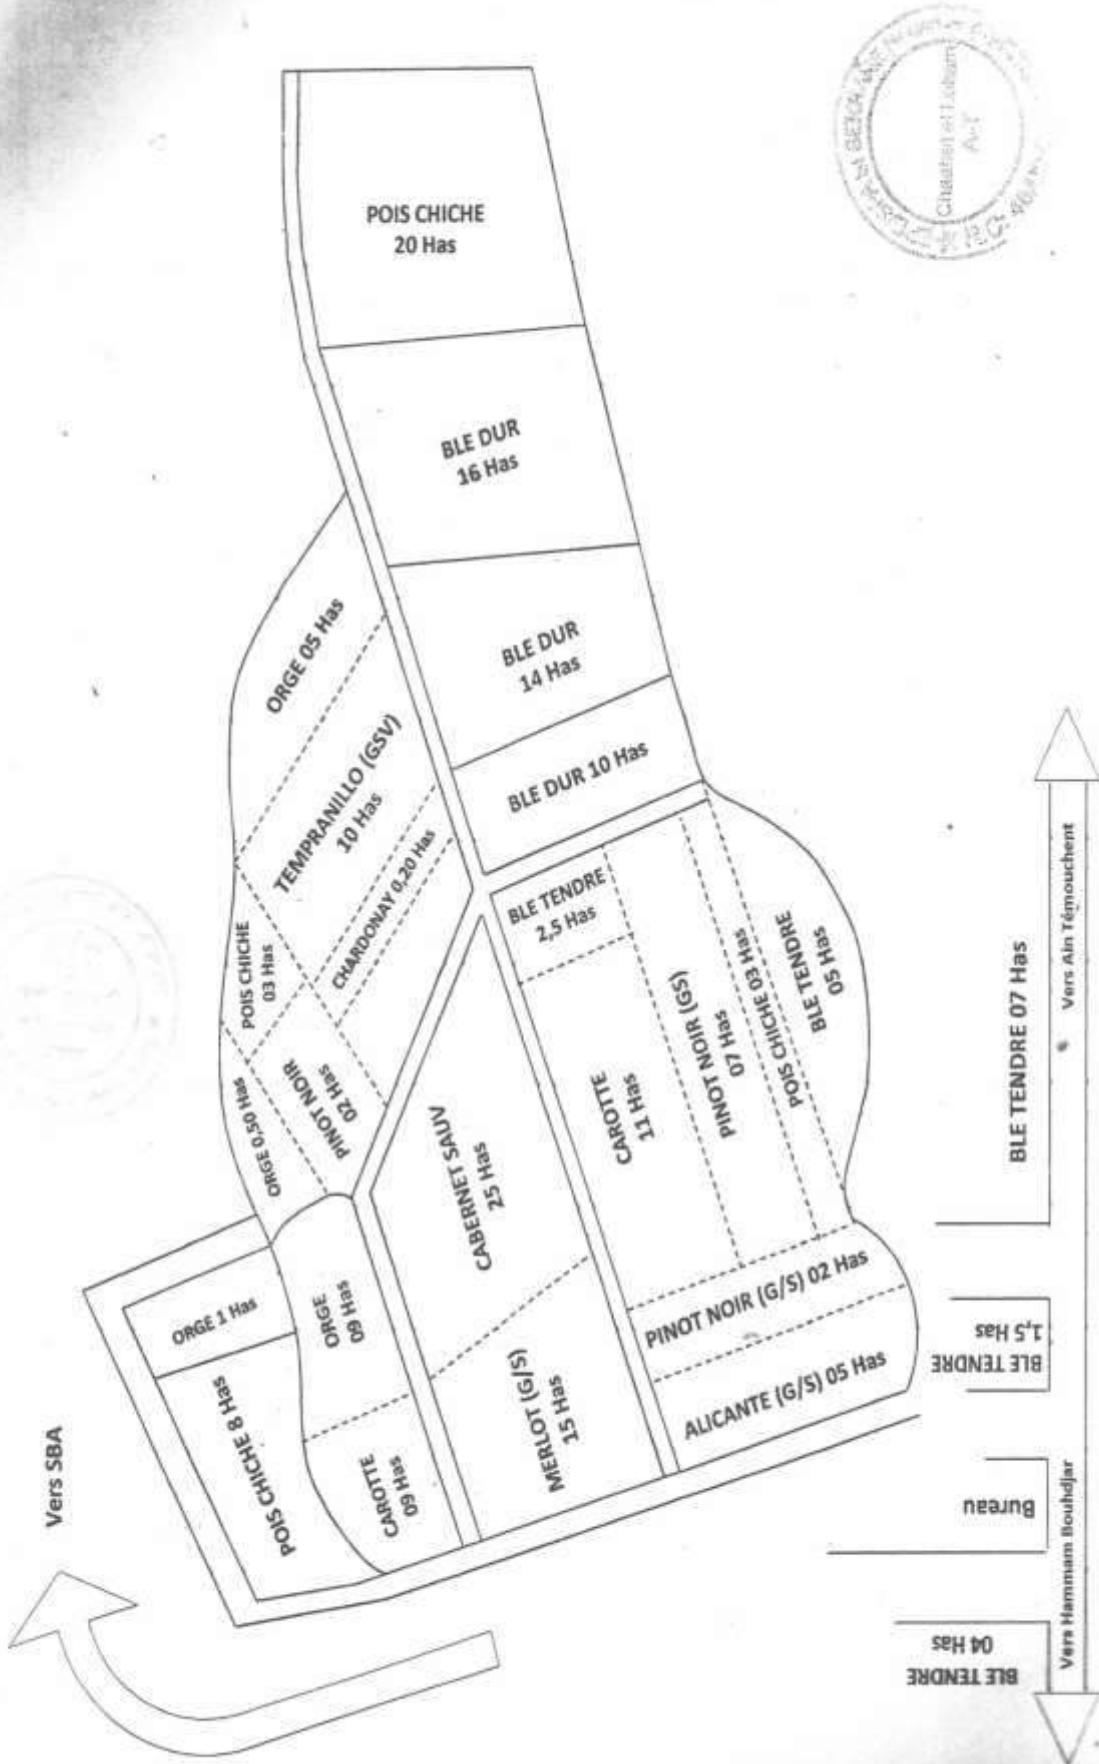 POIS CHICHE
20 Has
BLE DUR
16 Has
BLE DUR
14 Has
BLE DUR 10 Has
ORGE 05 Has
TEMPRANILLO (GSV)
10 Has
CHARDONAY 0,20 Has
POIS CHICHE
03 Has
PINOT NOIR
02 Has
ORGE 0,50 Has
BLE TENDRE
2,5 Has
CAROTTE
11 Has
PINOT NOIR (GS)
07 Has
POIS CHICHE 03 Has
BLE TENDRE
05 Has
CABERNET SAUV
25 Has
MERLOT (G/S)
15 Has
PINOT NOIR (G/S) 02 Has
ALICANTE (G/S) 05 Has
ORGE 1 Has
ORGE
09 Has
POIS CHICHE 8 Has
CAROTTE
09 Has
Vers SBA
BLE TENDRE 07 Has
Vers Ain Témouchent
BLE TENDRE
1,5 Has
Bureau
BLE TENDRE
04 Has
Vers Hammam Bouhdjar
Chaabat el Leham
A-T